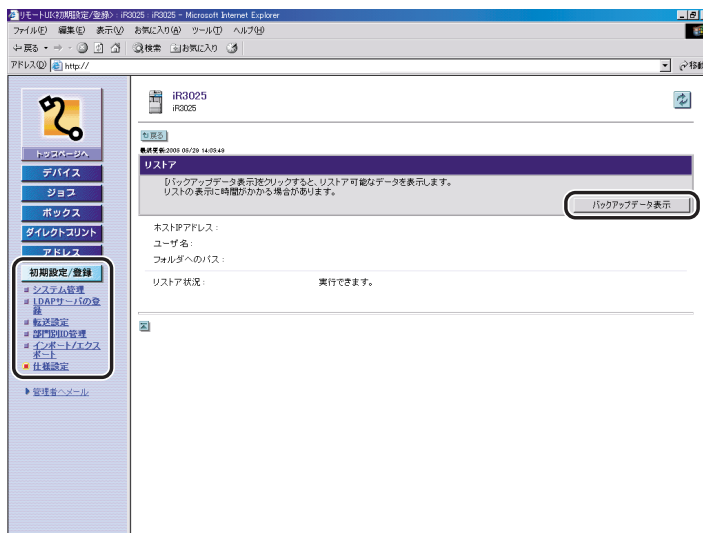 リモートUI<初期設定/登録> : iR3025 : iR3025 - Microsoft Internet Explorer
ファイル(F) 編集(E) 表示(V) お気に入り(A) ツール(T) ヘルプ(H)
戻る 検索 お気に入り
アドレス(D) http:// 移動
iR3025
iR3025
戻る
最終更新:2006 08/29 14:03:49
トップページへ
リストア
[バックアップデータ表示]をクリックすると、リストア可能なデータを表示します。
リストの表示に時間がかかる場合があります。
バックアップデータ表示
ホストIPアドレス :
ユーザ名 :
フォルダへのパス :
リストア状況 : 実行できます。
デバイス
ジョブ
ボックス
ダイレクトプリント
アドレス
初期設定/登録
システム管理
LDAPサーバの登
録
転送設定
部門別ID管理
インポート/エクス
ポート
仕様設定
管理者へメール